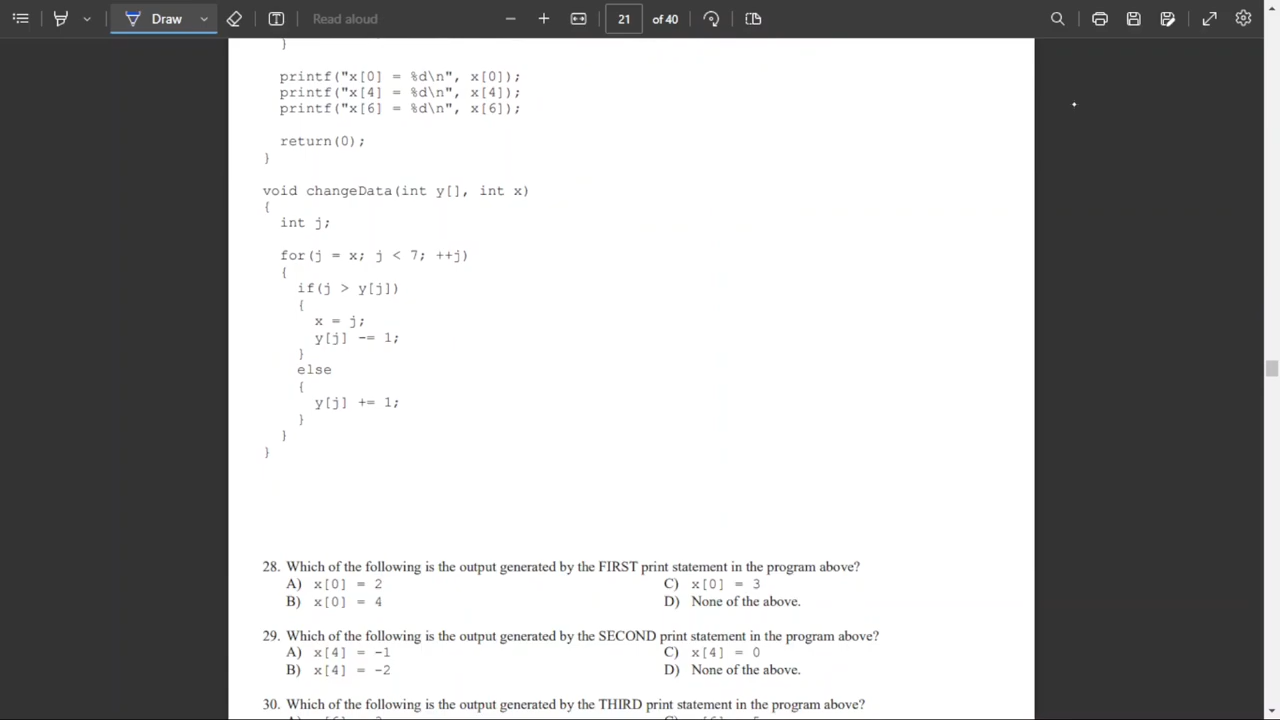 Draw
Read aloud
21
of 40
}
printf("x[0] = %d\n", x[0]);
printf("x[4] = %d\n", x[4]);
printf("x[6] = %d\n", x[6]);
return(0);
}
void changeData(int y[], int x)
{
int j;
for(j = x; j < 7; ++j)
{
if(j > y[j])
{
x = j;
y[j] -= 1;
}
else
{
y[j] += 1;
}
}
}
28. Which of the following is the output generated by the FIRST print statement in the program above?
A) x[0] = 2
C) x[0] = 3
B) x[0] = 4
D) None of the above.
29. Which of the following is the output generated by the SECOND print statement in the program above?
A) x[4] = -1
C) x[4] = 0
B) x[4] = -2
D) None of the above.
30. Which of the following is the output generated by the THIRD print statement in the program above?